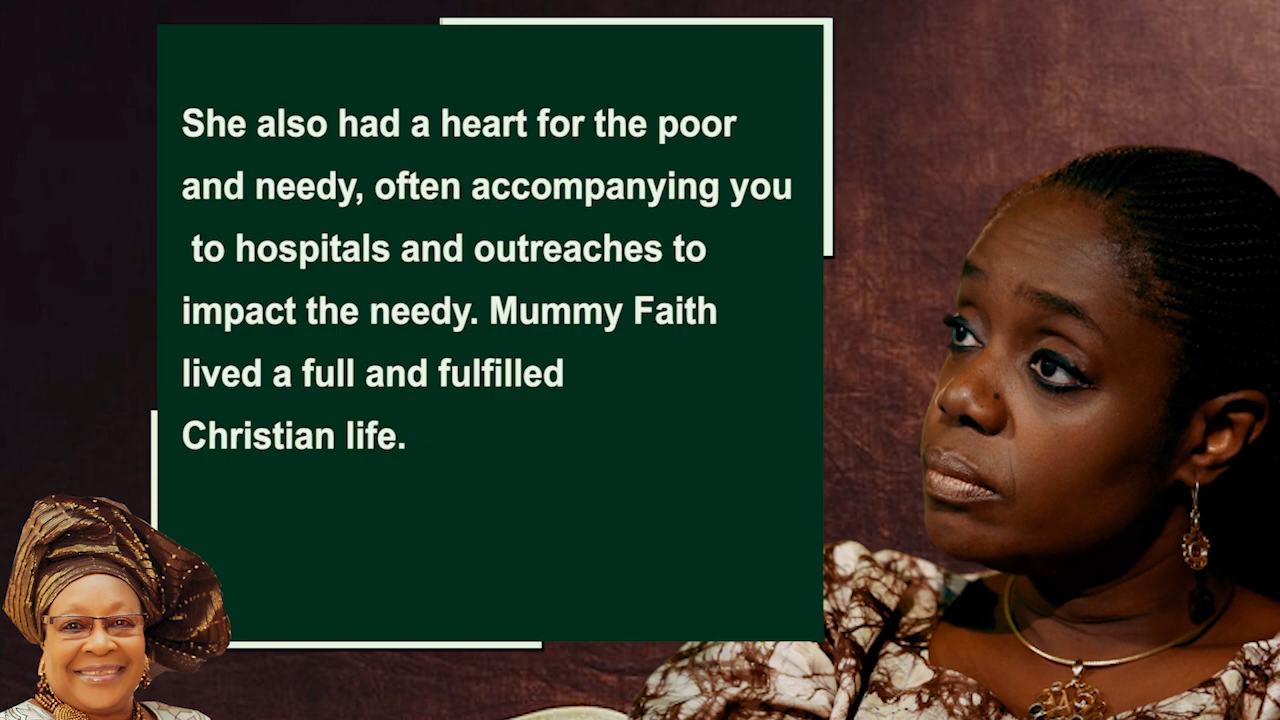 She also had a heart for the poor
and needy, often accompanying you
to hospitals and outreaches to
impact the needy. Mummy Faith
lived a full and fulfilled
Christian life.